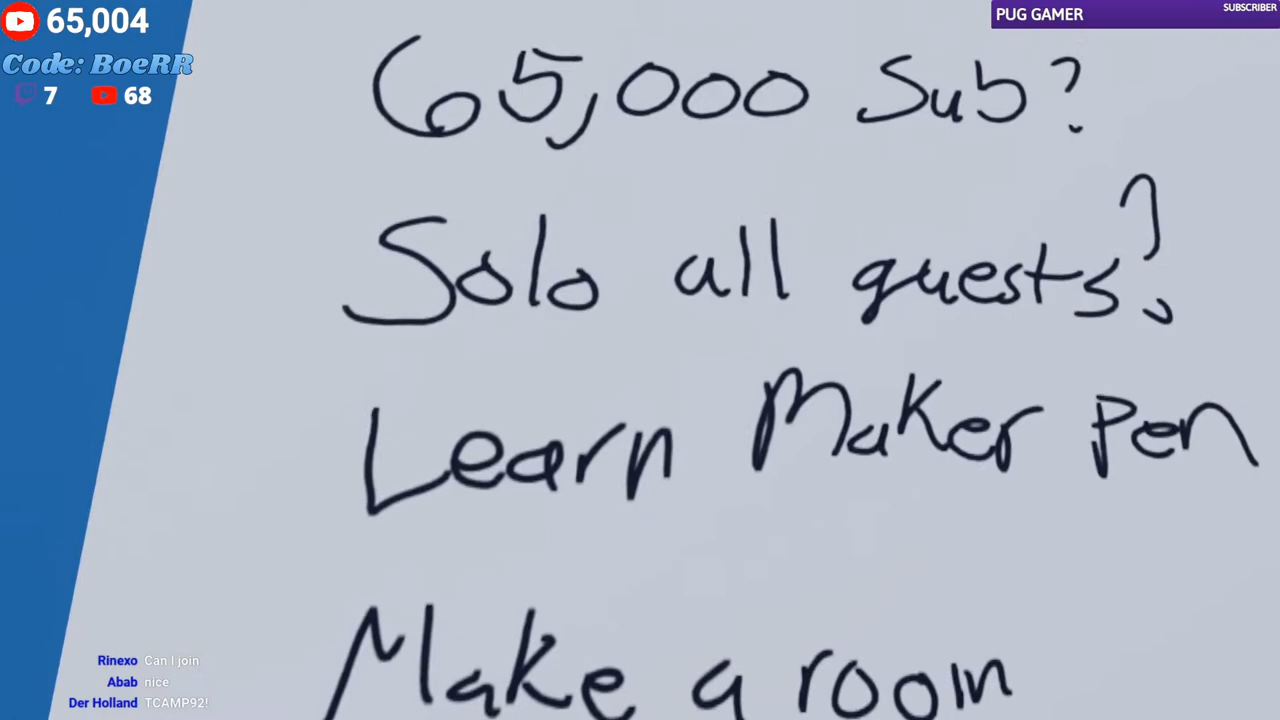 65,004
PUG GAMER
SUBSCRIBER
Code: BoeRR
7 68
65,000 Sub?
Solo all quests?
Learn Maker Pen
Make a room
Rinexo Can I join
Abab nice
Der Holland TCAMP92!